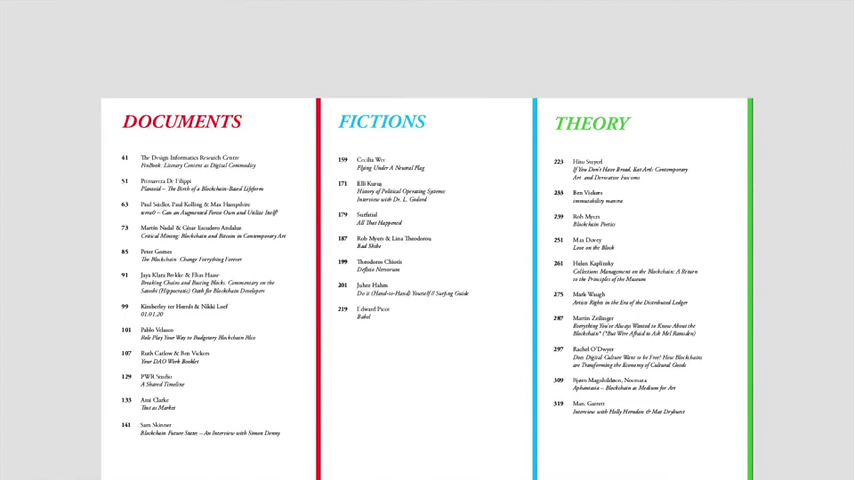 DOCUMENTS
41 The Design Informatics Research Centre
FinBook: Literary Content as Digital Commodity
51 Primavera De Filippi
Plantoid – The Birth of a Blockchain-Based Lifeform
63 Paul Seidler, Paul Kolling & Max Hampshire
terra0 – Can an Augmented Forest Own and Utilise Itself?
73 Martín Nadal & César Escudero Andaluz
Critical Mining: Blockchain and Bitcoin in Contemporary Art
85 Peter Gomes
The Blockchain: Change Everything Forever
91 Jaya Klara Brekke & Elias Haase
Breaking Chains and Busting Blocks: Commentary on the
Satoshi (Hippocratic) Oath for Blockchain Developers
99 Kimberley ter Heerdt & Nikki Loef
01.01.20
101 Pablo Velasco
Role Play Your Way to Budgetary Blockchain Bliss
107 Ruth Catlow & Ben Vickers
Your DAO Work Booklet
129 PWR Studio
A Shared Timeline
133 Ami Clarke
Text as Market
141 Sam Skinner
Blockchain Future States – An Interview with Simon Denny
FICTIONS
159 Cecilia Wee
Flying Under A Neutral Flag
171 Elli Kuruş
History of Political Operating Systems
Interview with Dr. L. Godord
179 Surfatial
All That Happened
187 Rob Myers & Lina Theodorou
Bad Shibe
199 Theodoros Chiotis
Defixio Nervorum
201 Juhee Hahm
Do it (Hand-to-Hand) Yourself // Surfing Guide
219 Edward Picot
Babel
THEORY
223 Hito Steyerl
If You Don't Have Bread, Eat Art!: Contemporary
Art and Derivative Fascisms
233 Ben Vickers
immutability mantra
239 Rob Myers
Blockchain Poetics
251 Max Dovey
Love on the Block
261 Helen Kaplinsky
Collections Management on the Blockchain: A Return
to the Principles of the Museum
275 Mark Waugh
Artists Rights in the Era of the Distributed Ledger
287 Martin Zeilinger
Everything You've Always Wanted to Know About the
Blockchain* (*But Were Afraid to Ask Mel Ramsden)
297 Rachel O'Dwyer
Does Digital Culture Want to be Free? How Blockchains
are Transforming the Economy of Cultural Goods
309 Bjørn Magnhildøen, Noemata
Aphantasia – Blockchain as Medium for Art
319 Marc Garrett
Interview with Holly Herndon & Mat Dryhurst